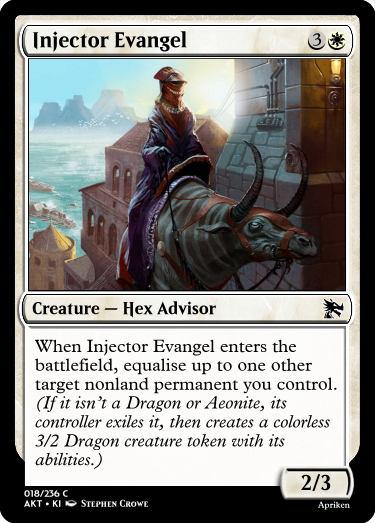 Injector Evangel 3
Creature — Hex Advisor
When Injector Evangel enters the
battlefield, equalise up to one other
target nonland permanent you control.
(If it isn't a Dragon or Aeonite, its
controller exiles it, then creates a colorless
3/2 Dragon creature token with its
abilities.)
2/3
018/236 C
AKT • KI STEPHEN CROWE
Apriken